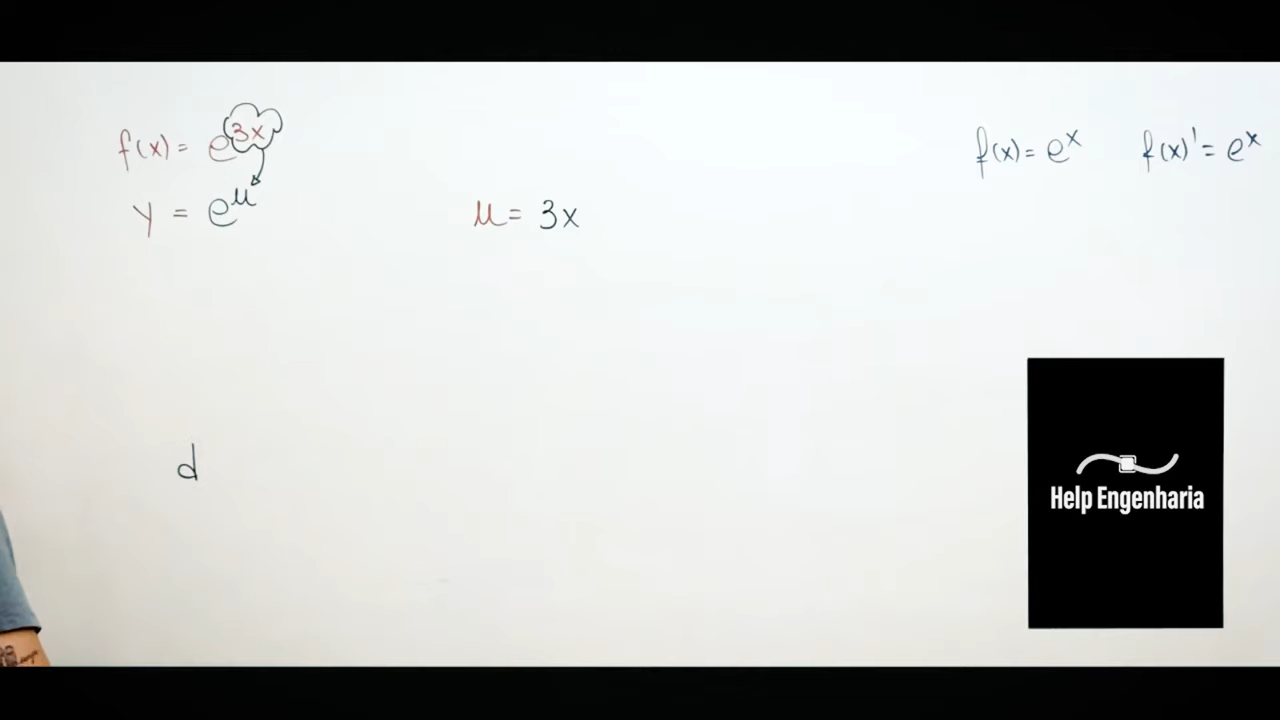 f(x) = e^{3x}
f(x) = e^x f(x)' = e^x
y = e^u
u = 3x
d
Help Engenharia